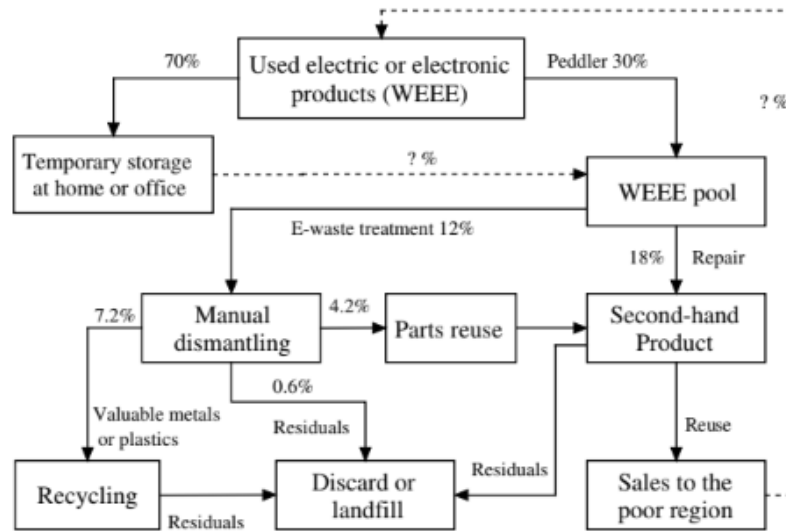 70%
Used electric or electronic
products (WEEE)
Peddler 30%
? %
Temporary storage
at home or office
? %
WEEE pool
E-waste treatment 12%
18%
Repair
7.2%
Manual
dismantling
4.2%
Parts reuse
Second-hand
Product
0.6%
Valuable metals
or plastics
Residuals
Reuse
Residuals
Recycling
Residuals
Discard or
landfill
Sales to the
poor region